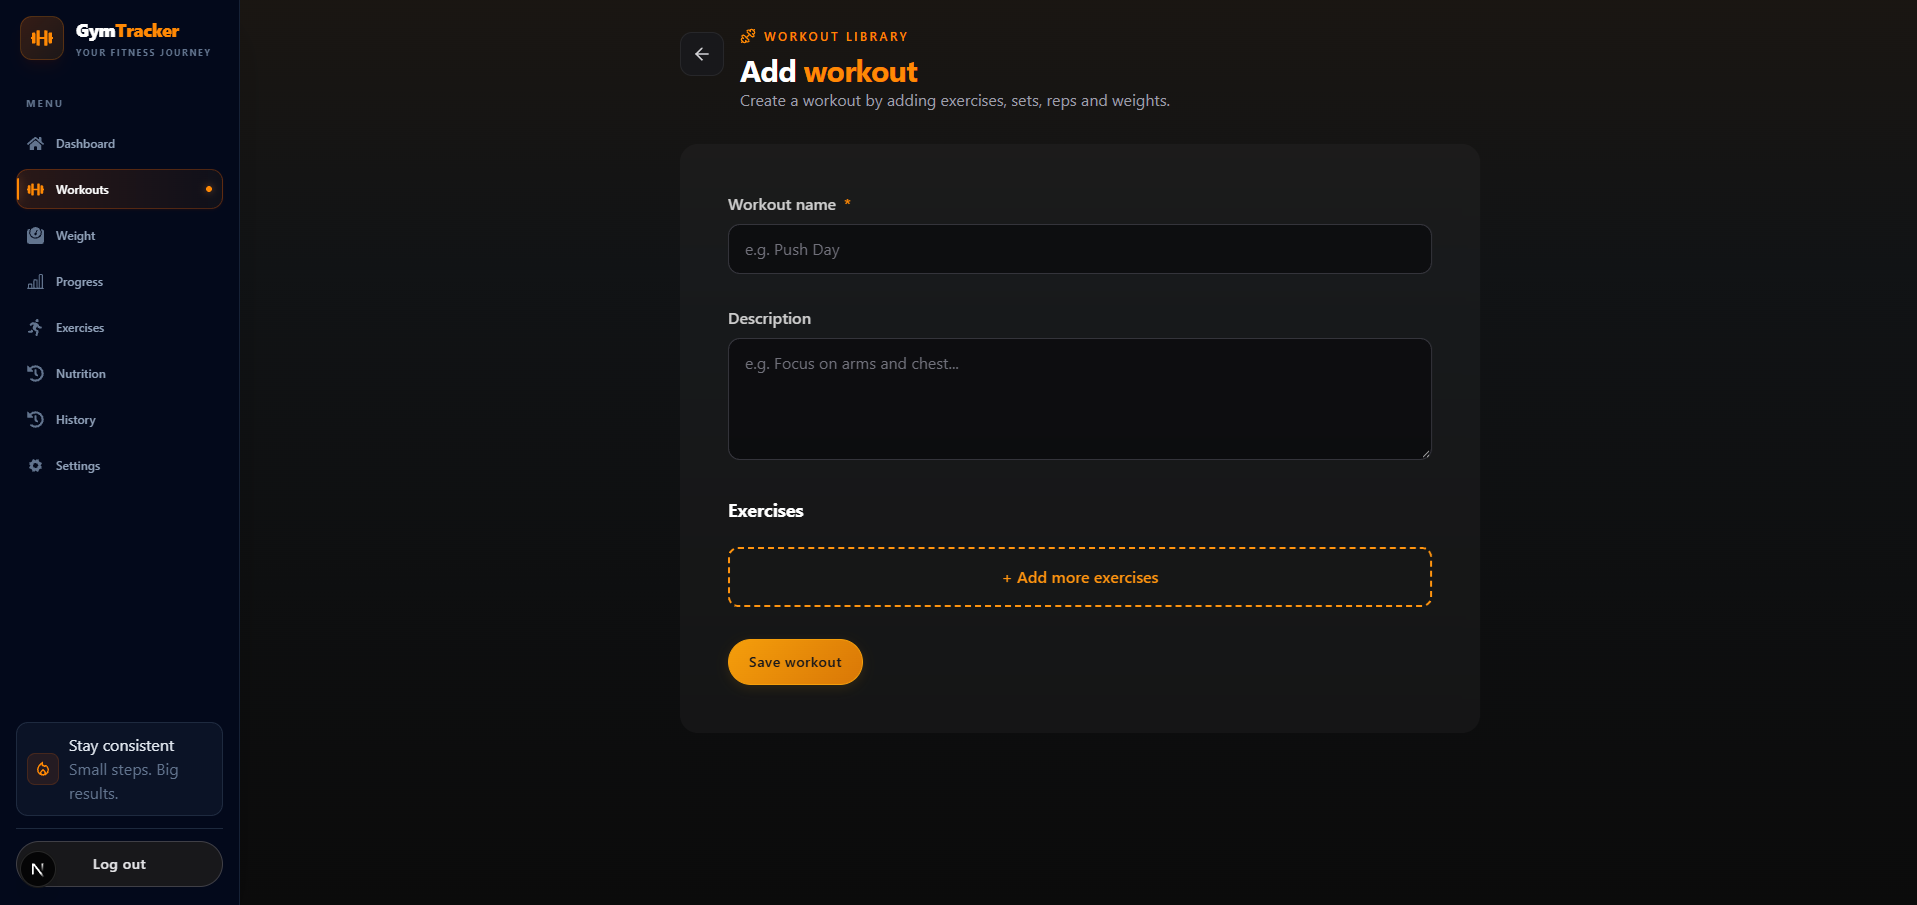 GymTracker
YOUR FITNESS JOURNEY
MENU
Dashboard
Workouts
Weight
Progress
Exercises
Nutrition
History
Settings
Stay consistent
Small steps. Big
results.
N
Log out
WORKOUT LIBRARY
Add workout
Create a workout by adding exercises, sets, reps and weights.
Workout name *
e.g. Push Day
Description
e.g. Focus on arms and chest...
Exercises
+ Add more exercises
Save workout